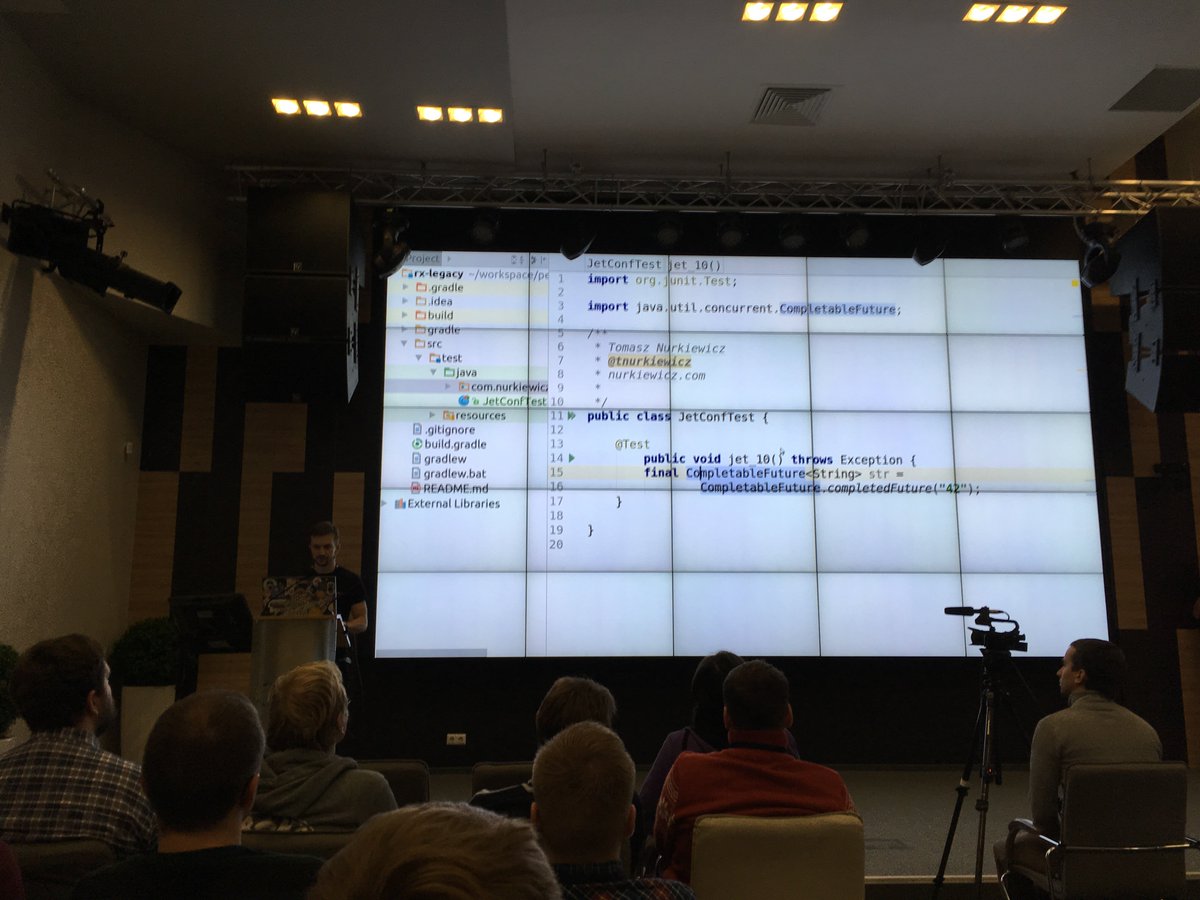 Project
rx-legacy ~/workspace/pe
.gradle
.idea
build
gradle
src
test
java
com.nurkiewicz
JetConfTest
resources
.gitignore
build.gradle
gradlew
gradlew.bat
README.md
External Libraries
JetConfTest jet_10()
1 import org.junit.Test;
2
3 import java.util.concurrent.CompletableFuture;
4
5 /**
6 * Tomasz Nurkiewicz
7 * @tnurkiewicz
8 * nurkiewicz.com
9 *
10 */
11 public class JetConfTest {
12
13 @Test
14 public void jet_10() throws Exception {
15 final CompletableFuture<String> str =
16 CompletableFuture.completedFuture("42");
17 }
18
19 }
20